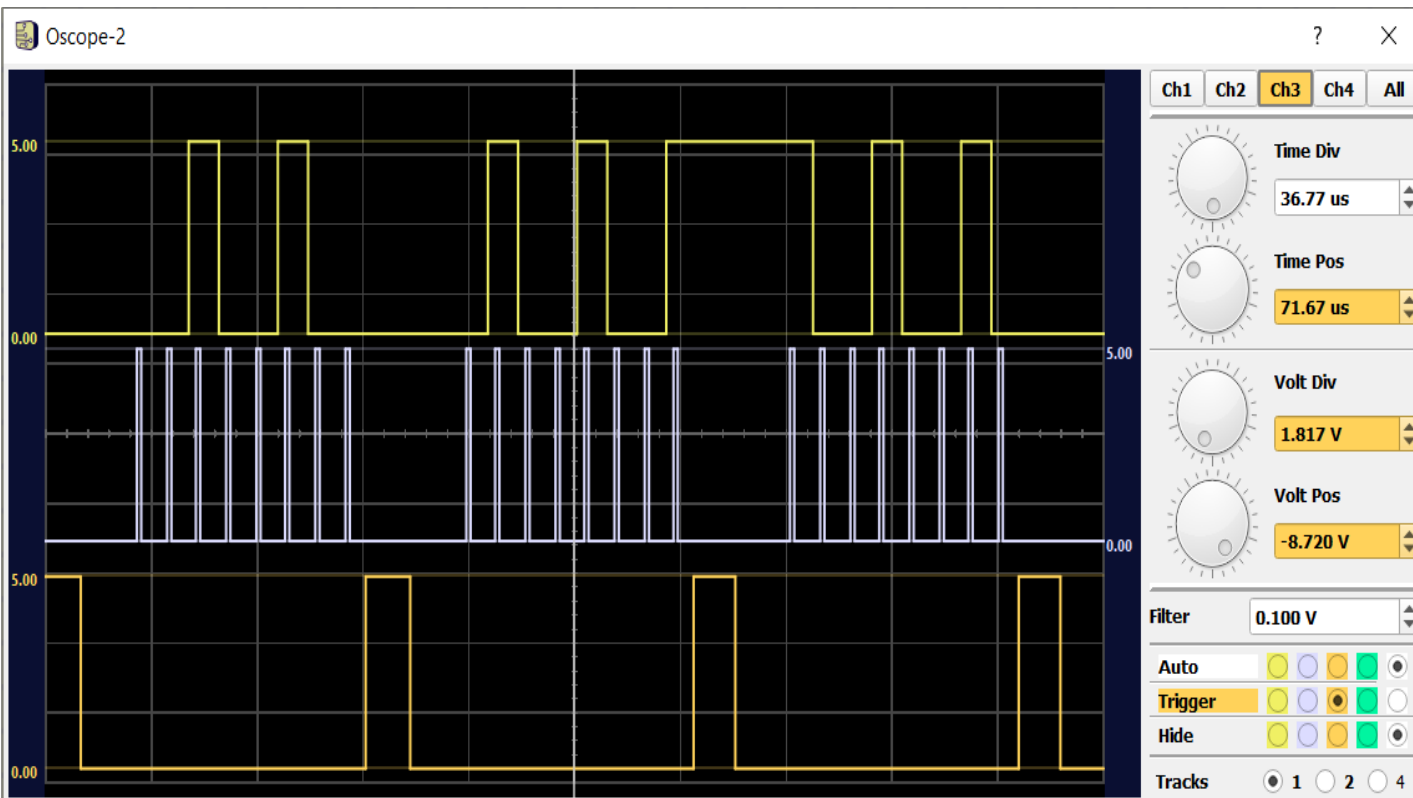 Oscope-2 ? ×
Ch1 Ch2 Ch3 Ch4 All
5.00
0.00
5.00
0.00
5.00
0.00
Time Div
36.77 us
Time Pos
71.67 us
Volt Div
1.817 V
Volt Pos
-8.720 V
Filter 0.100 V
Auto
Trigger
Hide
Tracks 1 2 4